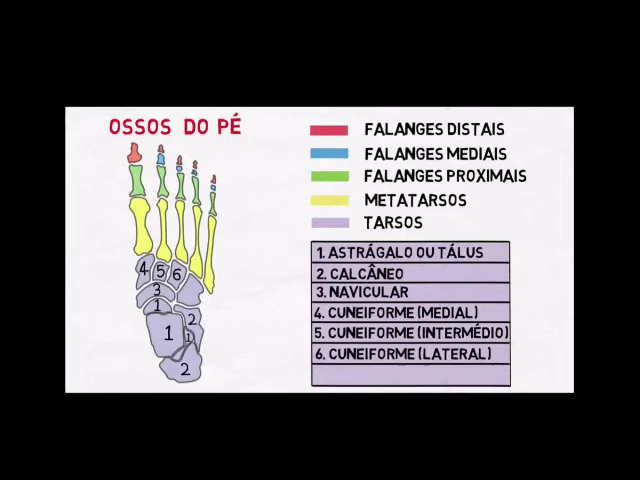 OSSOS DO PÉ
FALANGES DISTAIS
FALANGES MEDIAIS
FALANGES PROXIMAIS
METATARSOS
TARSOS
1. ASTRÁGALO OU TÁLUS
2. CALCÂNEO
3. NAVICULAR
4. CUNEIFORME (MEDIAL)
5. CUNEIFORME (INTERMÉDIO)
6. CUNEIFORME (LATERAL)
4 5 6
3
1
1 2
1
2